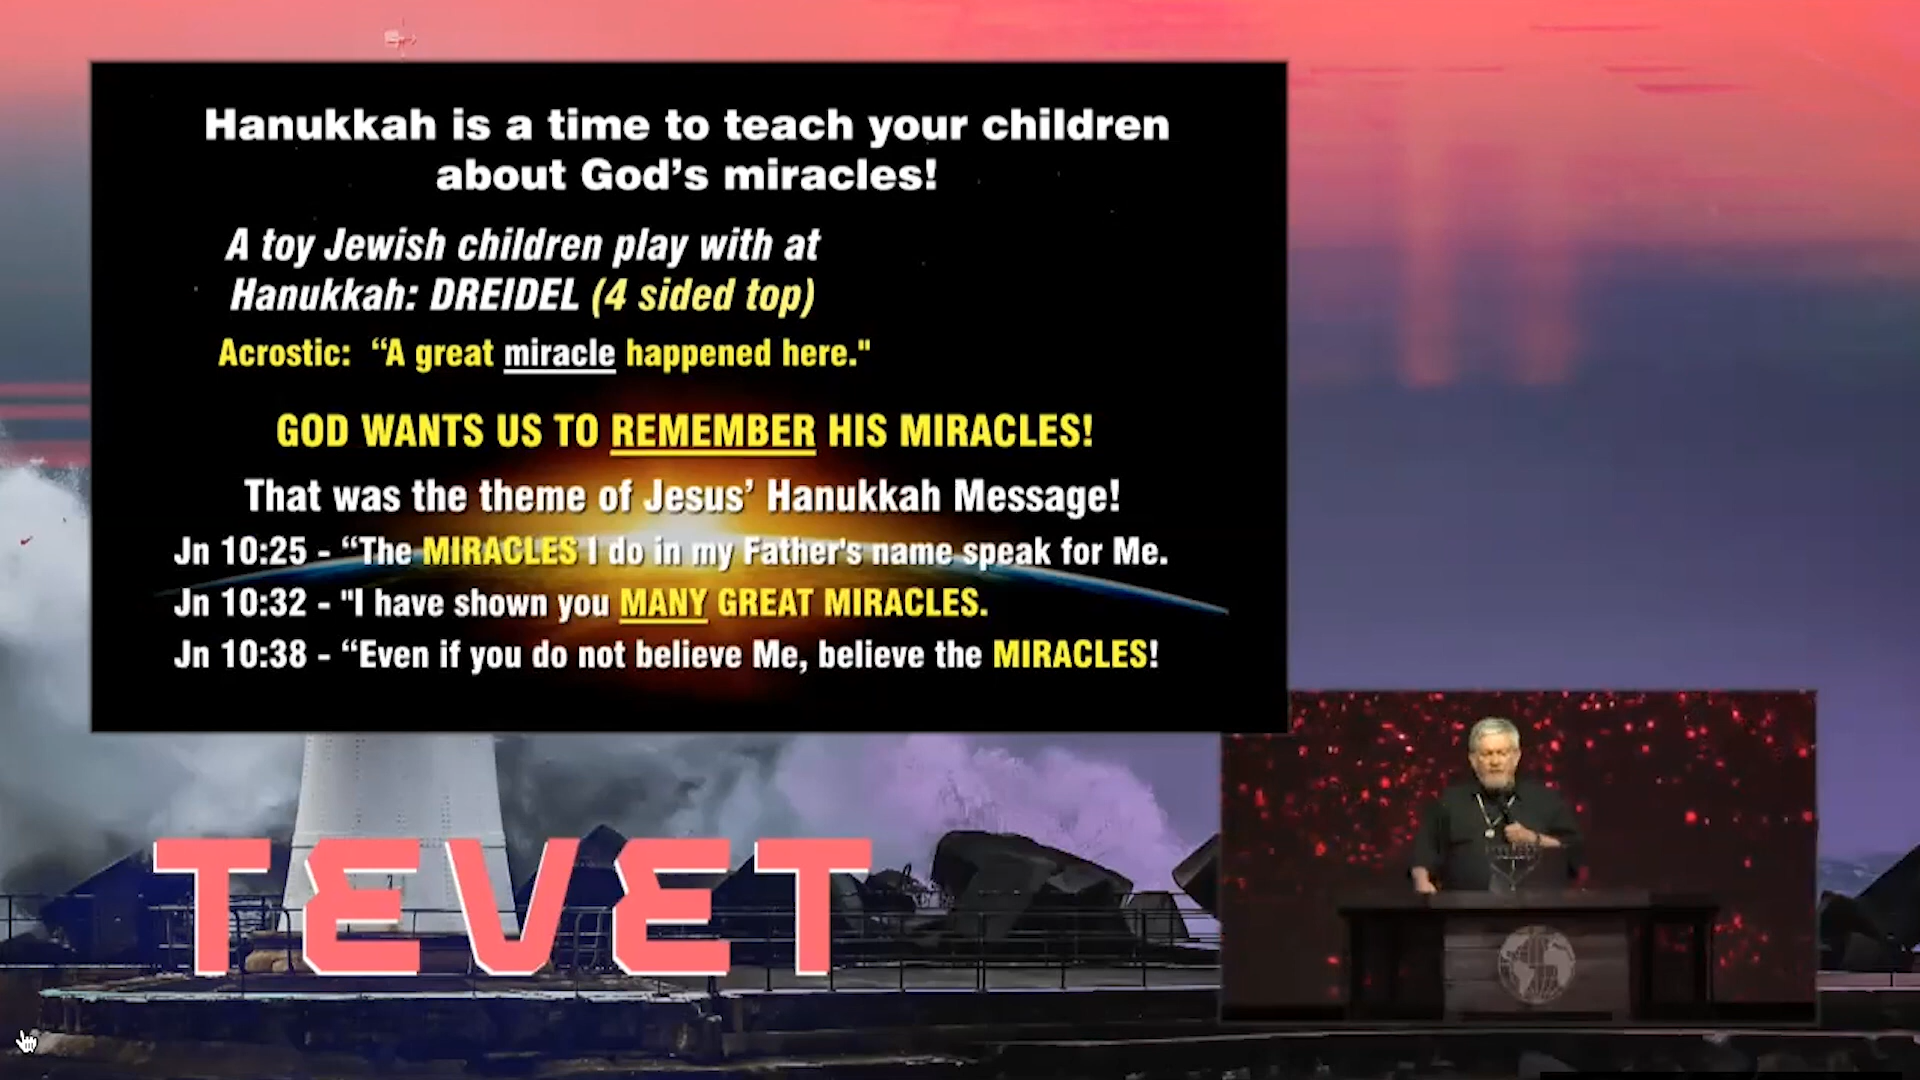 Hanukkah is a time to teach your children
about God's miracles!
A toy Jewish children play with at
Hanukkah: DREIDEL (4 sided top)
Acrostic: “A great miracle happened here."
GOD WANTS US TO REMEMBER HIS MIRACLES!
That was the theme of Jesus’ Hanukkah Message!
Jn 10:25 - “The MIRACLES I do in my Father's name speak for Me.
Jn 10:32 - "I have shown you MANY GREAT MIRACLES.
Jn 10:38 - “Even if you do not believe Me, believe the MIRACLES!
TEVET